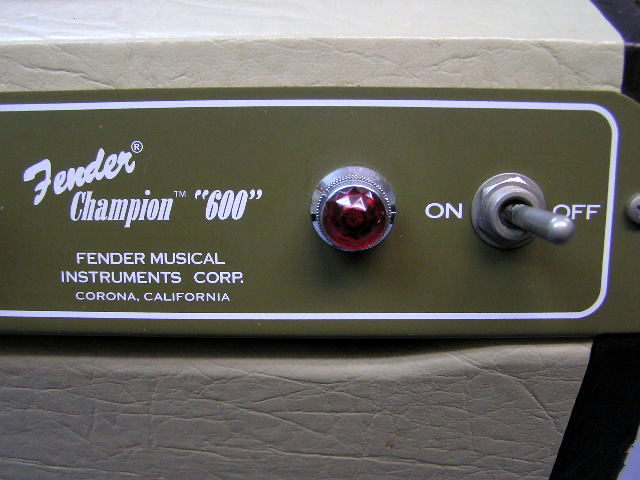 Fender®
Champion™ "600"
FENDER MUSICAL
INSTRUMENTS CORP.
CORONA, CALIFORNIA
ON OFF